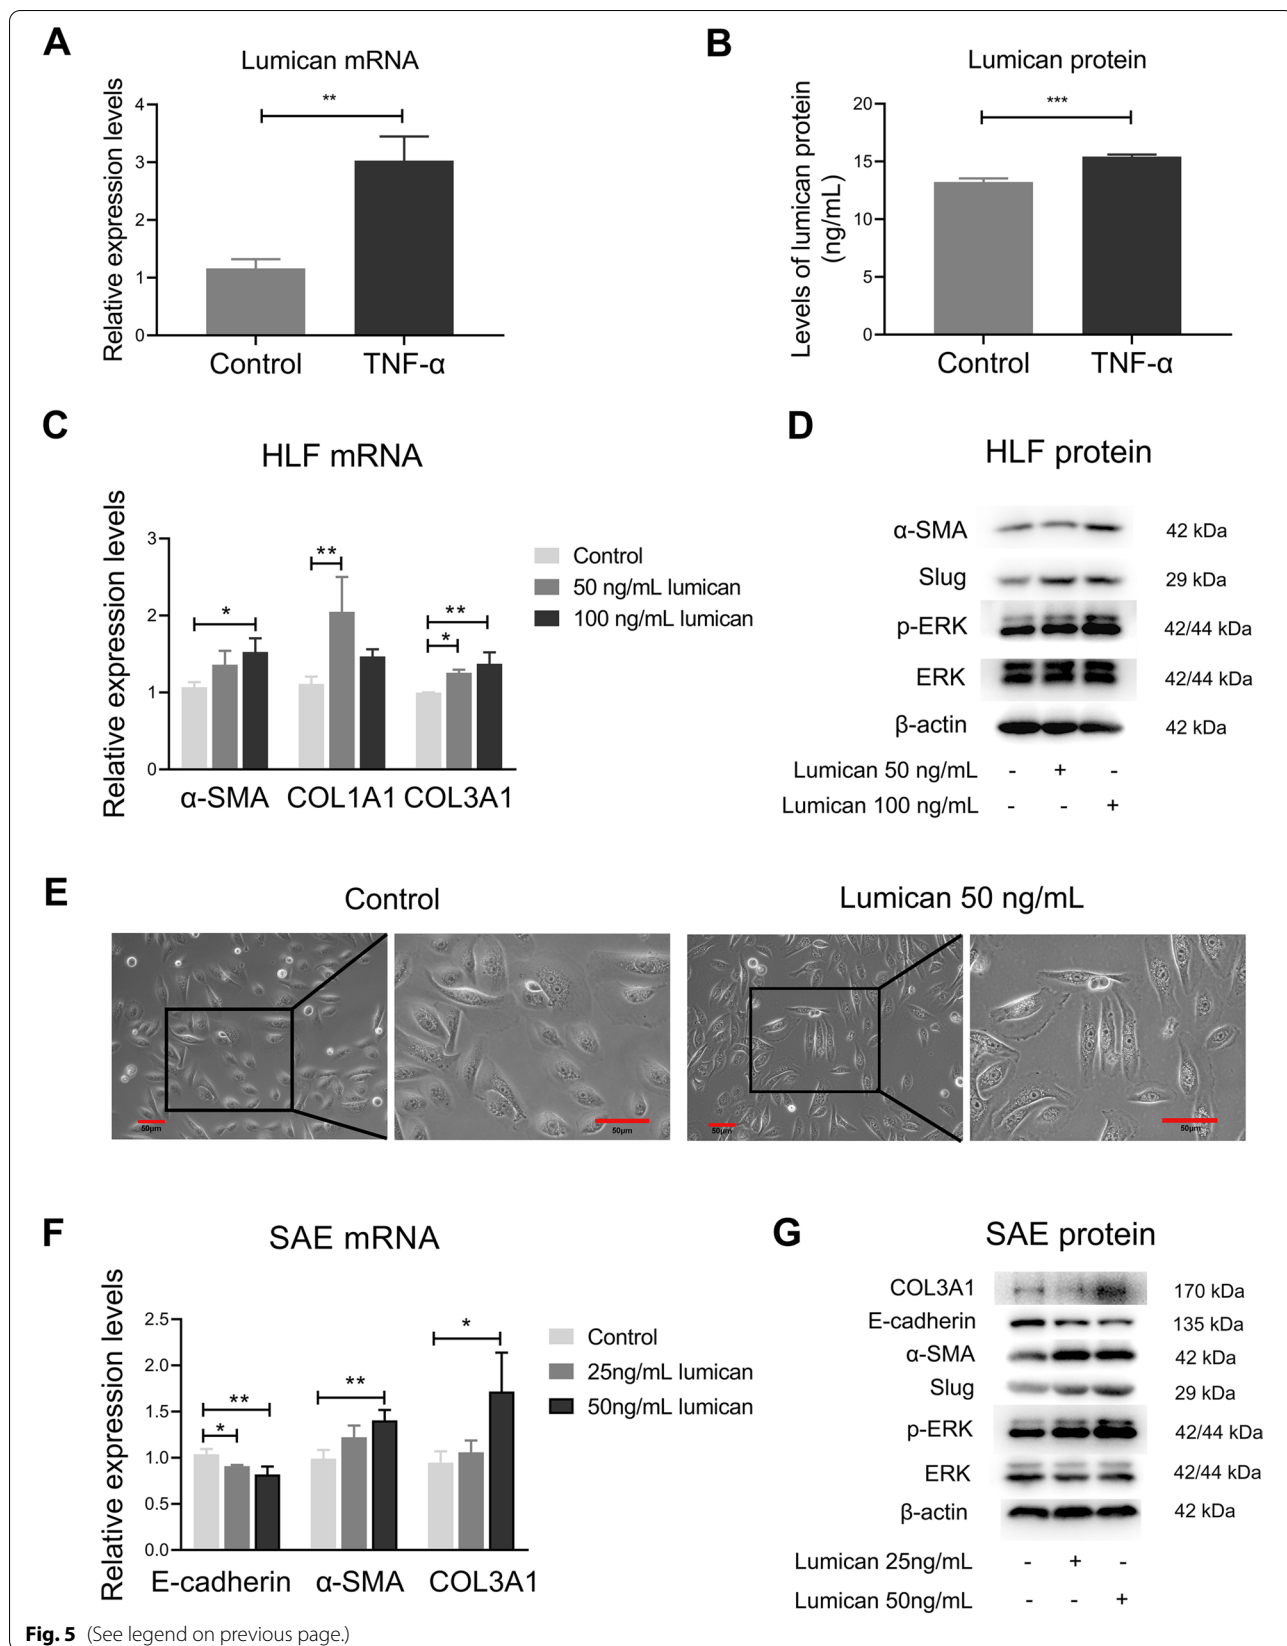 A
Lumican mRNA
Relative expression levels
4
3
2
1
0
**
Control
TNF-α
B
Lumican protein
Levels of lumican protein
(ng/mL)
20
15
10
5
0
***
Control
TNF-α
C
HLF mRNA
Relative expression levels
3
2
1
0
*
**
*
**
α-SMA
COL1A1
COL3A1
Control
50 ng/mL lumican
100 ng/mL lumican
D
HLF protein
α-SMA 42 kDa
Slug 29 kDa
p-ERK 42/44 kDa
ERK 42/44 kDa
β-actin 42 kDa
Lumican 50 ng/mL - + -
Lumican 100 ng/mL - - +
E
Control
Lumican 50 ng/mL
50μm
50μm
50μm
50μm
F
SAE mRNA
Relative expression levels
2.5
2.0
1.5
1.0
0.5
0.0
**
*
**
*
E-cadherin
α-SMA
COL3A1
Control
25ng/mL lumican
50ng/mL lumican
G
SAE protein
COL3A1 170 kDa
E-cadherin 135 kDa
α-SMA 42 kDa
Slug 29 kDa
p-ERK 42/44 kDa
ERK 42/44 kDa
β-actin 42 kDa
Lumican 25ng/mL - + -
Lumican 50ng/mL - - +
Fig. 5 (See legend on previous page.)